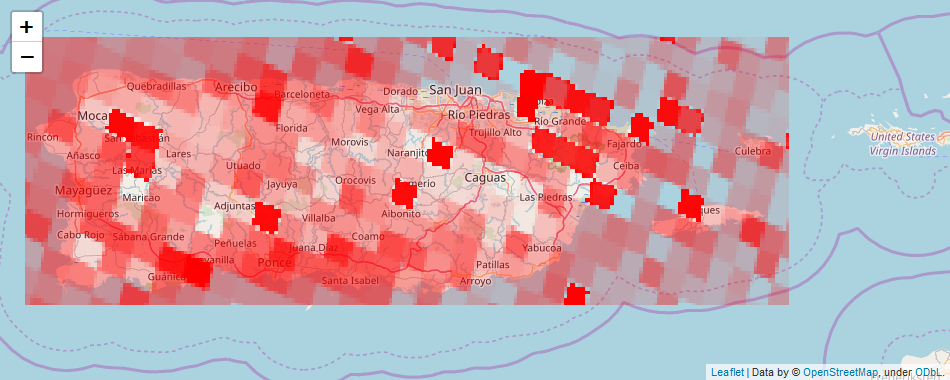 +
−
Quebradillas
Arecibo
Barceloneta
Dorado
San Juan
Vega Alta
Río Piedras
Río Grande
Trujillo Alto
Florida
Morovis
Naranjito
Fajardo
Ceiba
Culebra
United States
Virgin Islands
Rincón
Añasco
Lares
Utuado
Las Marías
Jayuya
Orocovis
Caguas
Mayagüez
Maricao
Adjuntas
Las Piedras
Hormigueros
Villalba
Aibonito
Cabo Rojo
Sabana Grande
Peñuelas
Juana Díaz
Coamo
Yabucoa
Ponce
Patillas
Guánica
Santa Isabel
Arroyo
Leaflet | Data by © OpenStreetMap, under ODbL.